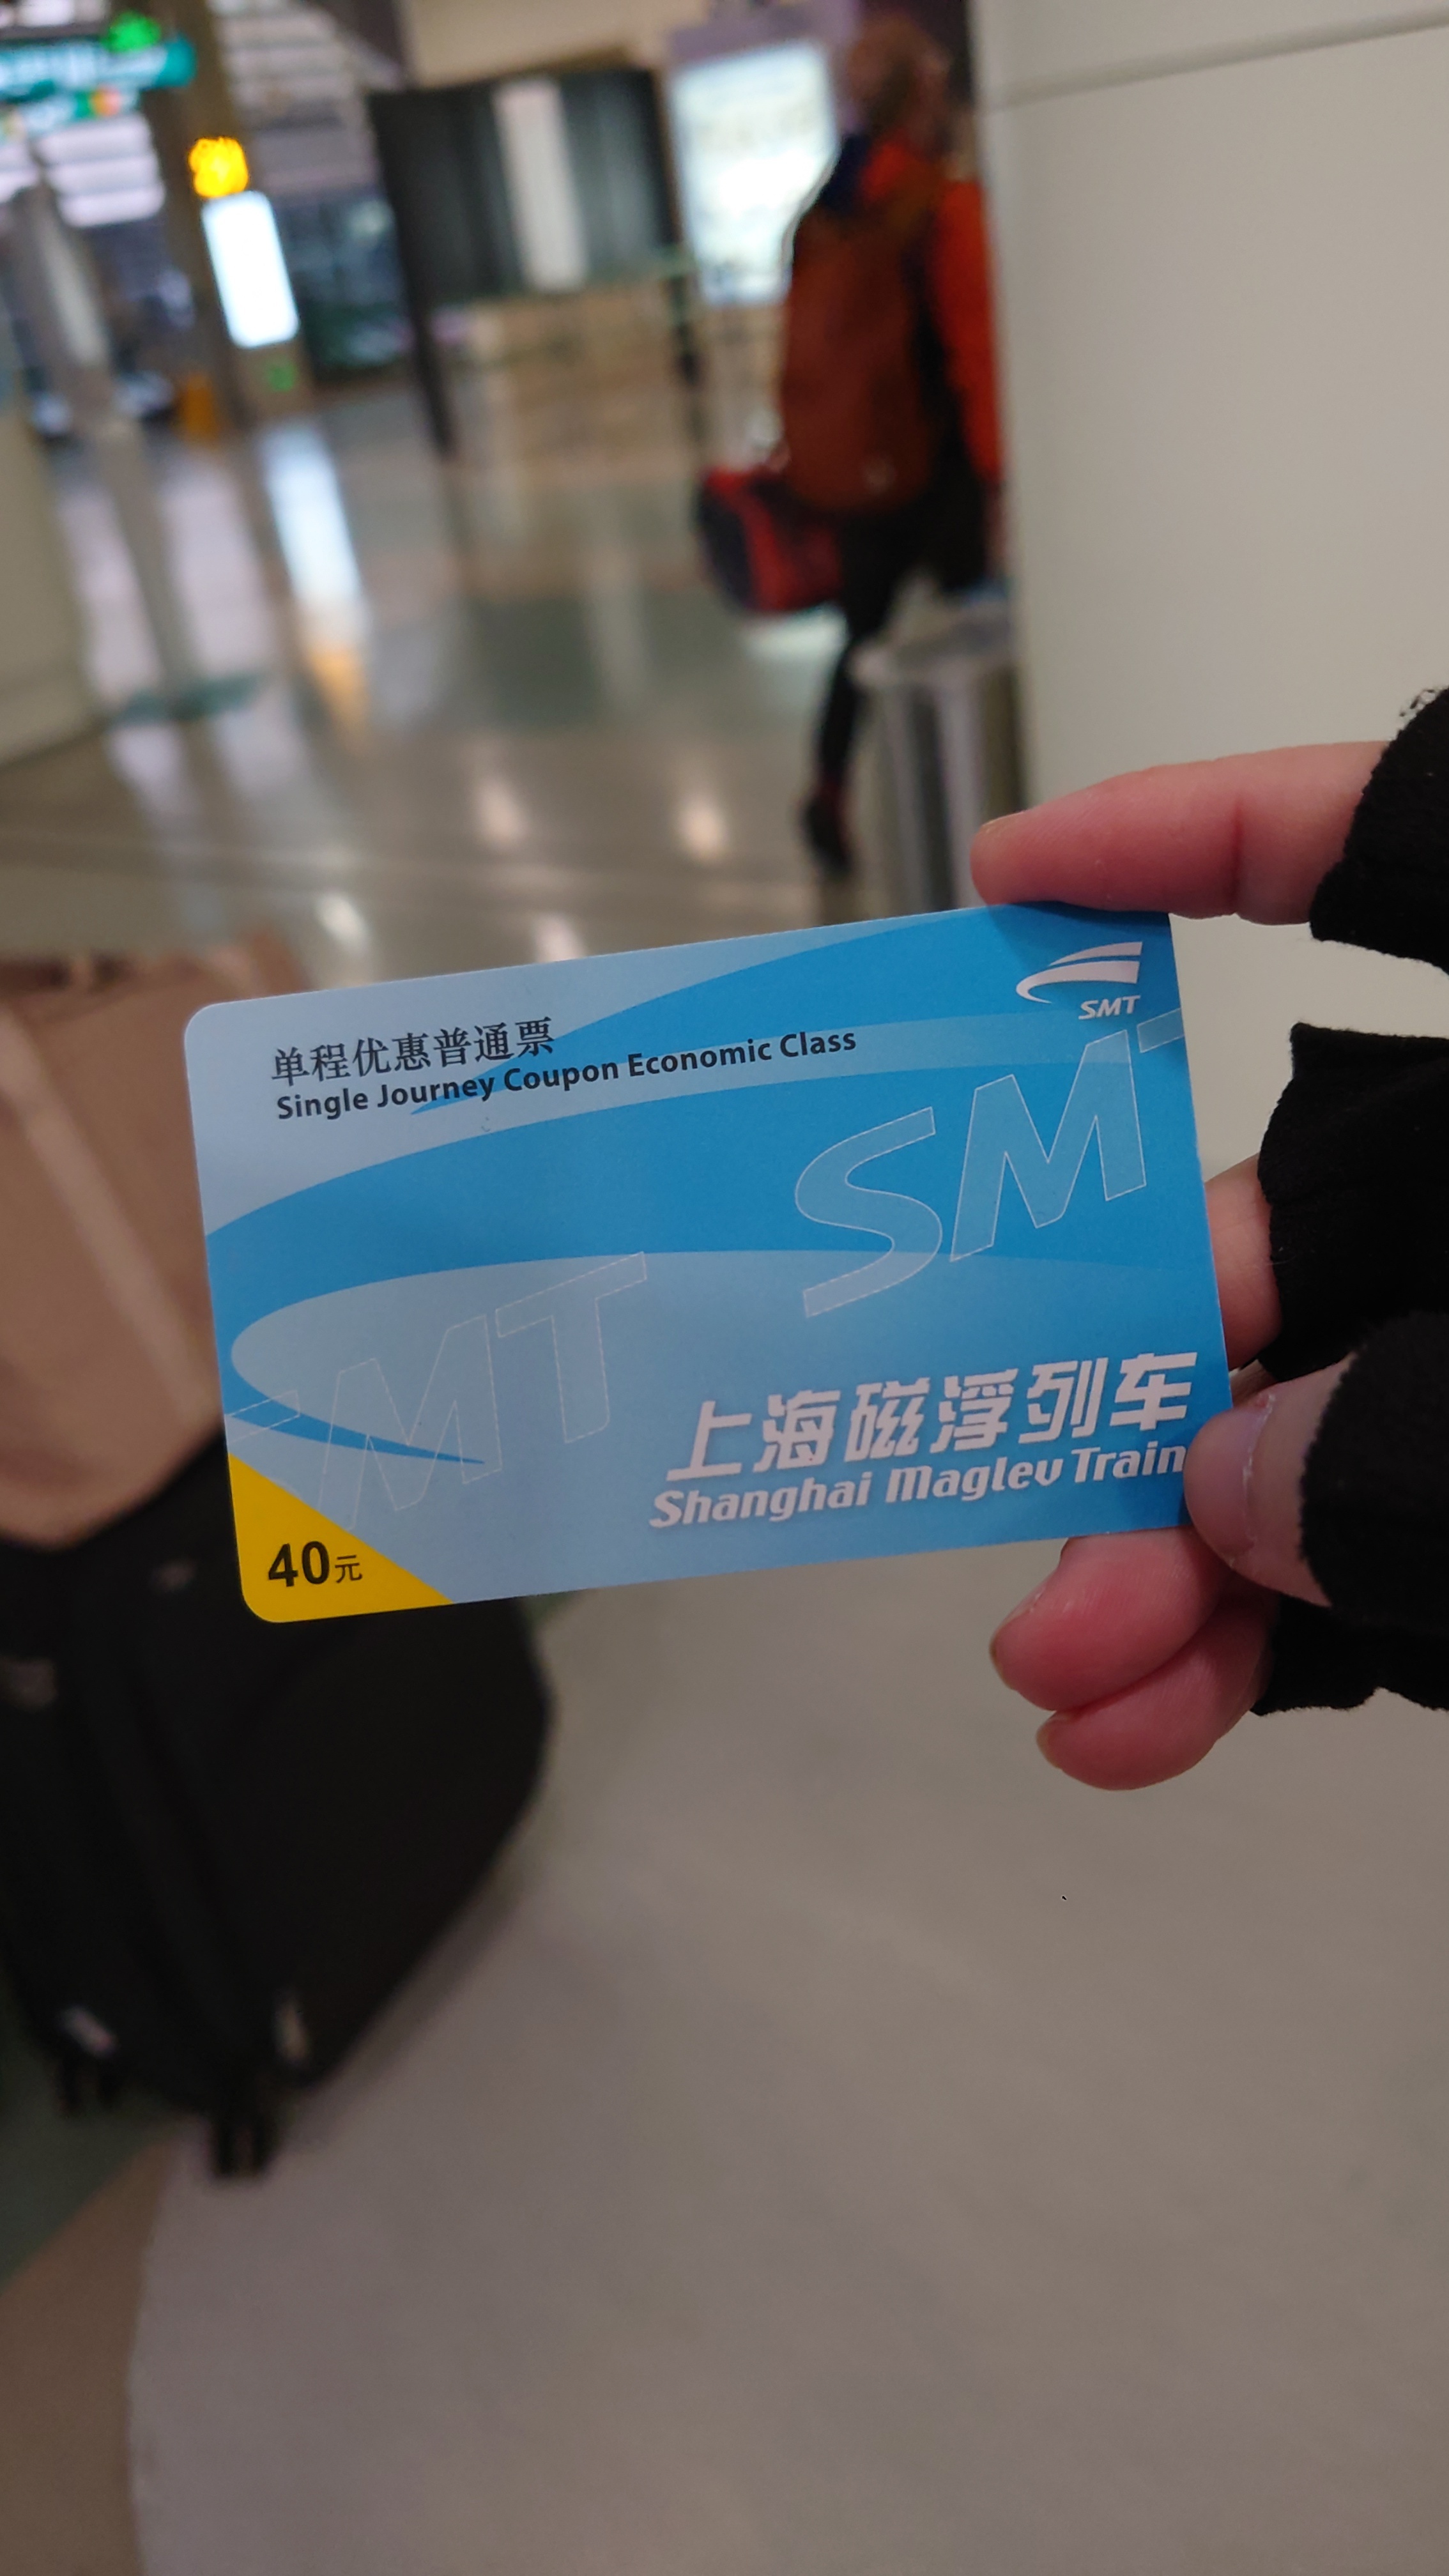 单程优惠普通票
Single Journey Coupon Economic Class
SMT
SMT
MT
上海磁浮列车
Shanghai Maglev Train
40元